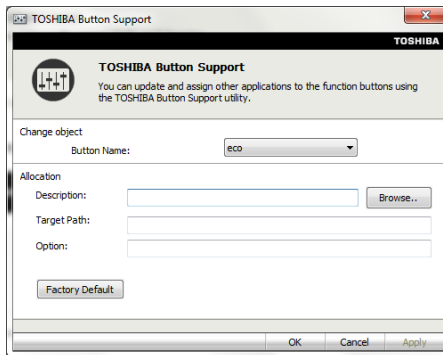 TOSHIBA Button Support
TOSHIBA
TOSHIBA Button Support
You can update and assign other applications to the function buttons using
the TOSHIBA Button Support utility.
Change object
Button Name:
eco
Allocation
Description:
Browse..
Target Path:
Option:
Factory Default
OK Cancel Apply